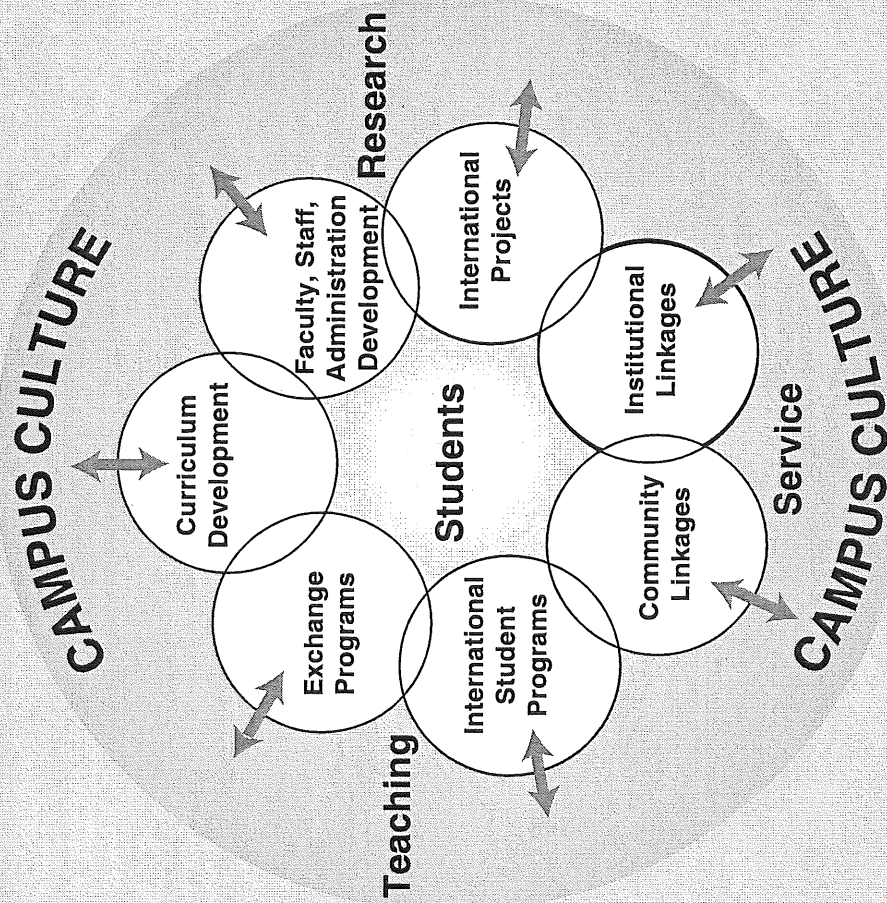 CAMPUS CULTURE
Curriculum
Development
Exchange
Programs
Faculty, Staff,
Administration
Development
Teaching
Research
Students
International
Student
Programs
International
Projects
Community
Linkages
Institutional
Linkages
Service
CAMPUS CULTURE